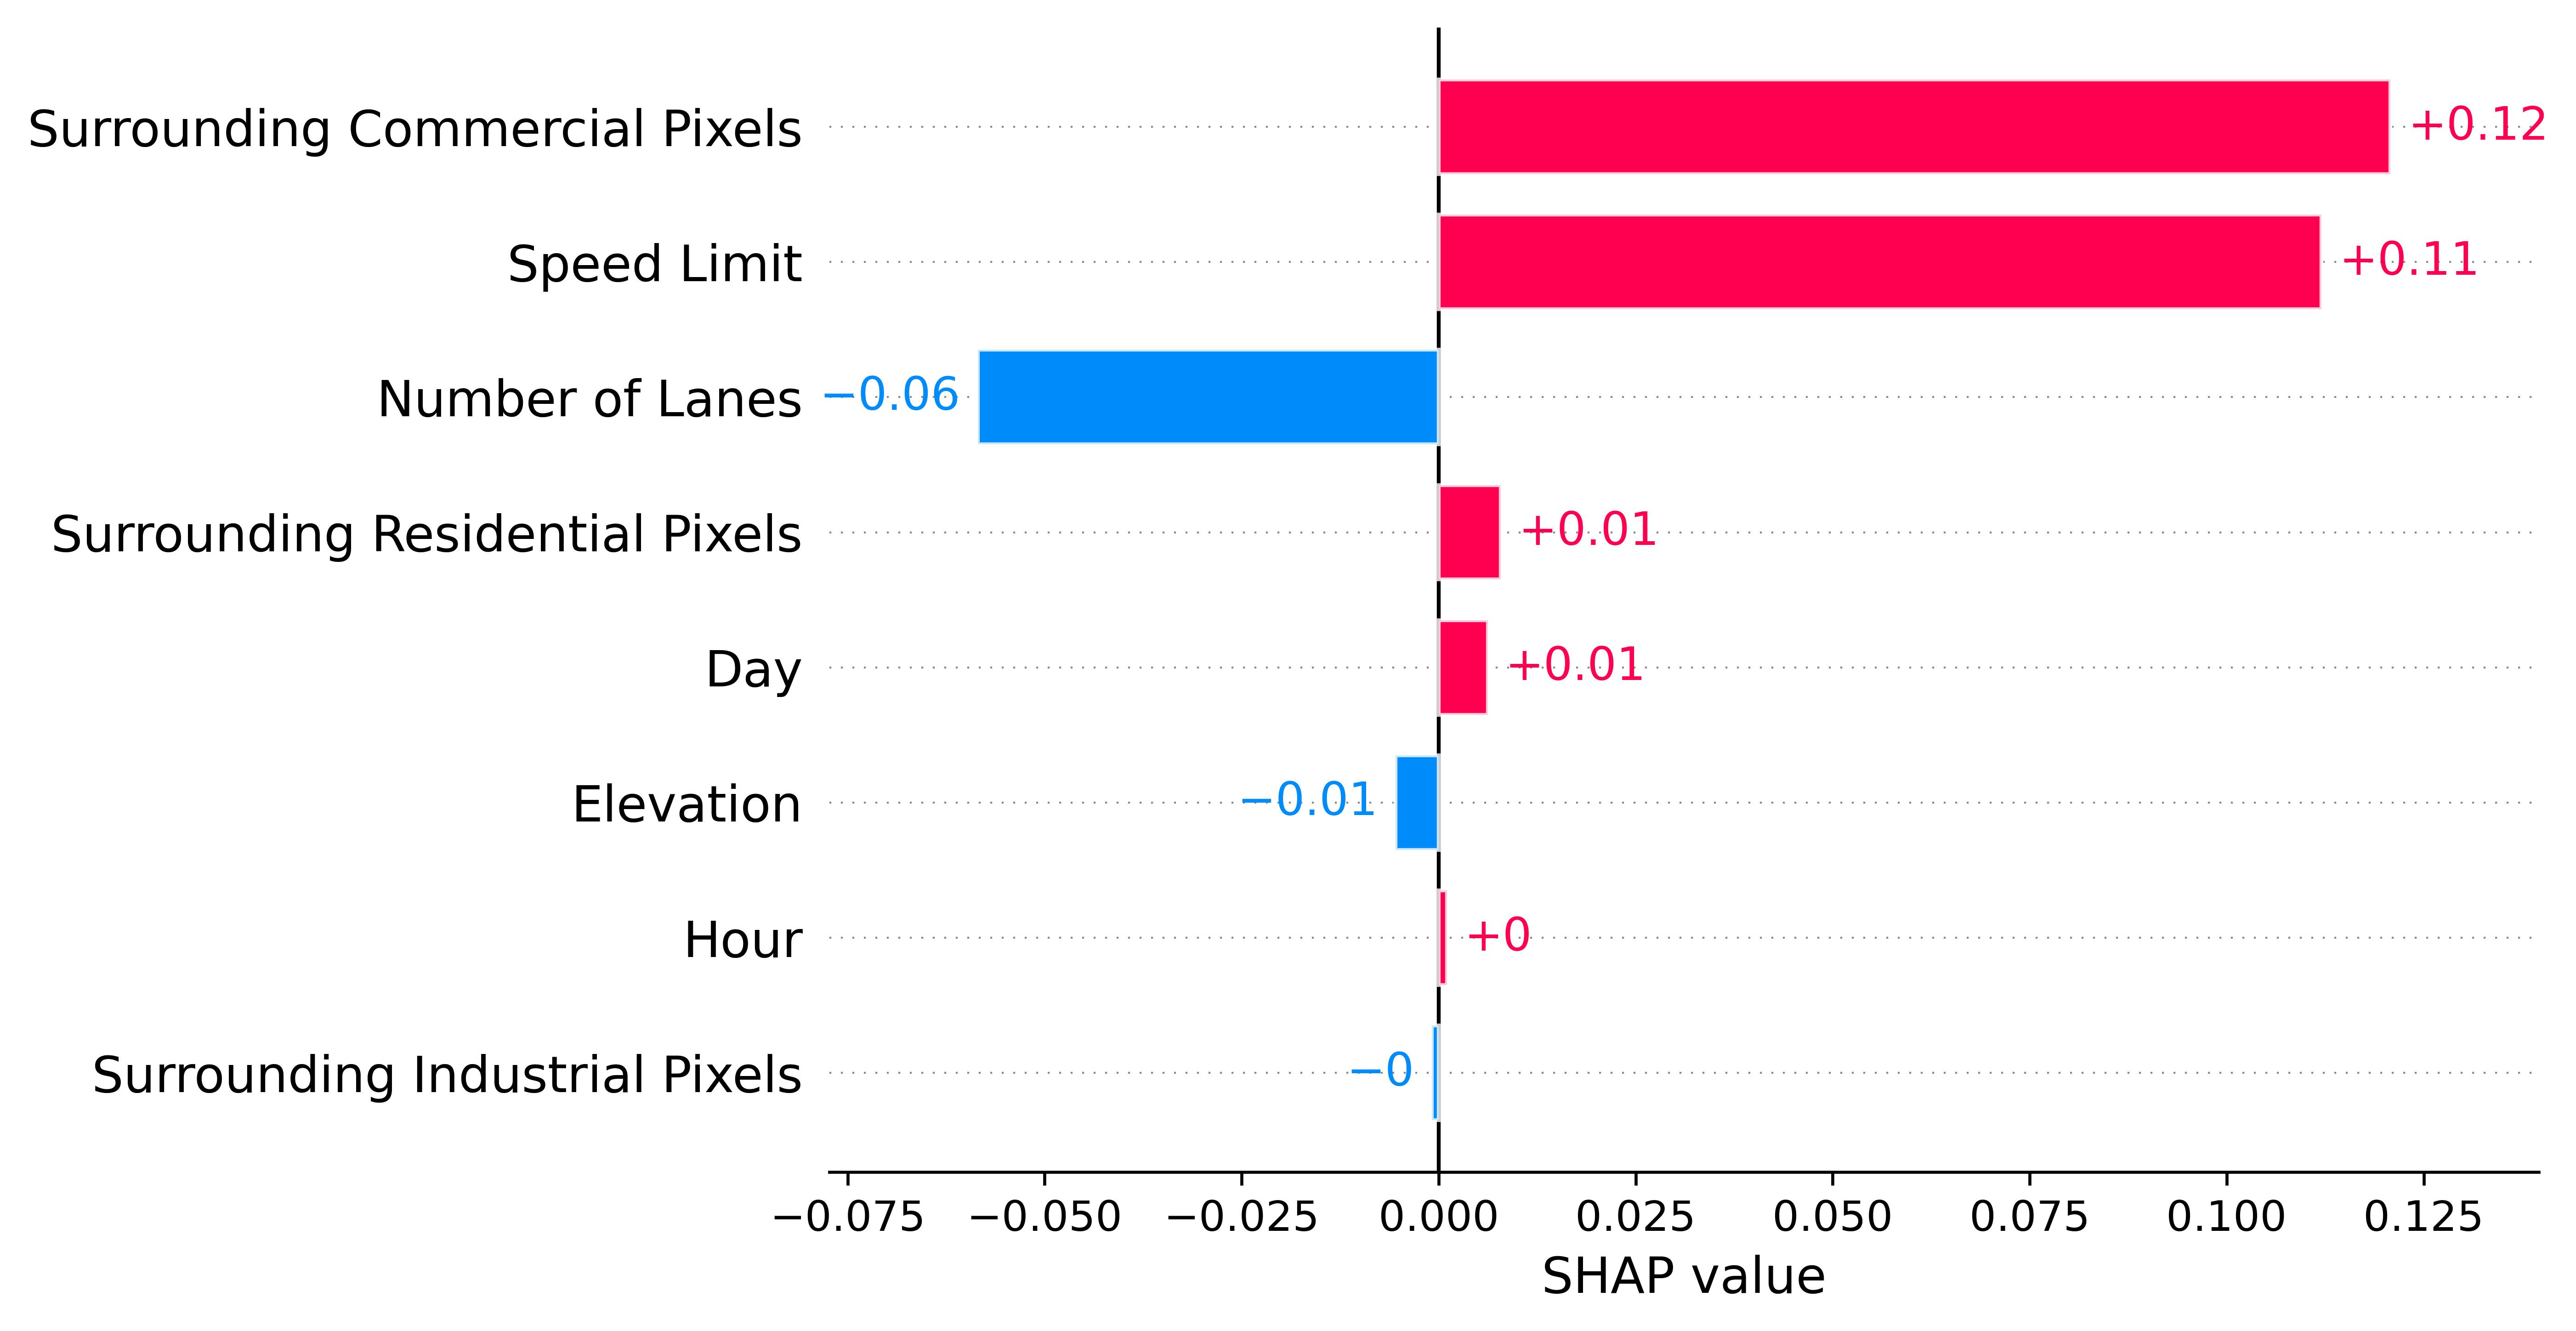 Surrounding Commercial Pixels +0.12
Speed Limit +0.11
Number of Lanes −0.06
Surrounding Residential Pixels +0.01
Day +0.01
Elevation −0.01
Hour +0
Surrounding Industrial Pixels −0
−0.075 −0.050 −0.025 0.000 0.025 0.050 0.075 0.100 0.125
SHAP value